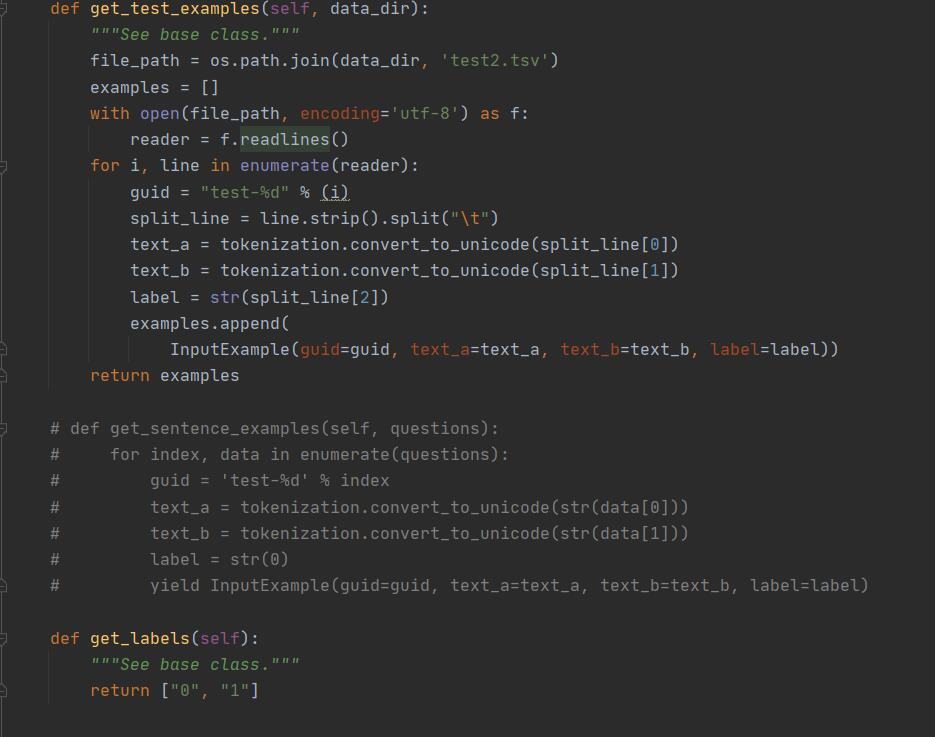 def get_test_examples(self, data_dir):
    """See base class."""
    file_path = os.path.join(data_dir, 'test2.tsv')
    examples = []
    with open(file_path, encoding='utf-8') as f:
        reader = f.readlines()
    for i, line in enumerate(reader):
        guid = "test-%d" % (i)
        split_line = line.strip().split("\t")
        text_a = tokenization.convert_to_unicode(split_line[0])
        text_b = tokenization.convert_to_unicode(split_line[1])
        label = str(split_line[2])
        examples.append(
            InputExample(guid=guid, text_a=text_a, text_b=text_b, label=label))
    return examples

# def get_sentence_examples(self, questions):
#     for index, data in enumerate(questions):
#         guid = 'test-%d' % index
#         text_a = tokenization.convert_to_unicode(str(data[0]))
#         text_b = tokenization.convert_to_unicode(str(data[1]))
#         label = str(0)
#         yield InputExample(guid=guid, text_a=text_a, text_b=text_b, label=label)

def get_labels(self):
    """See base class."""
    return ["0", "1"]